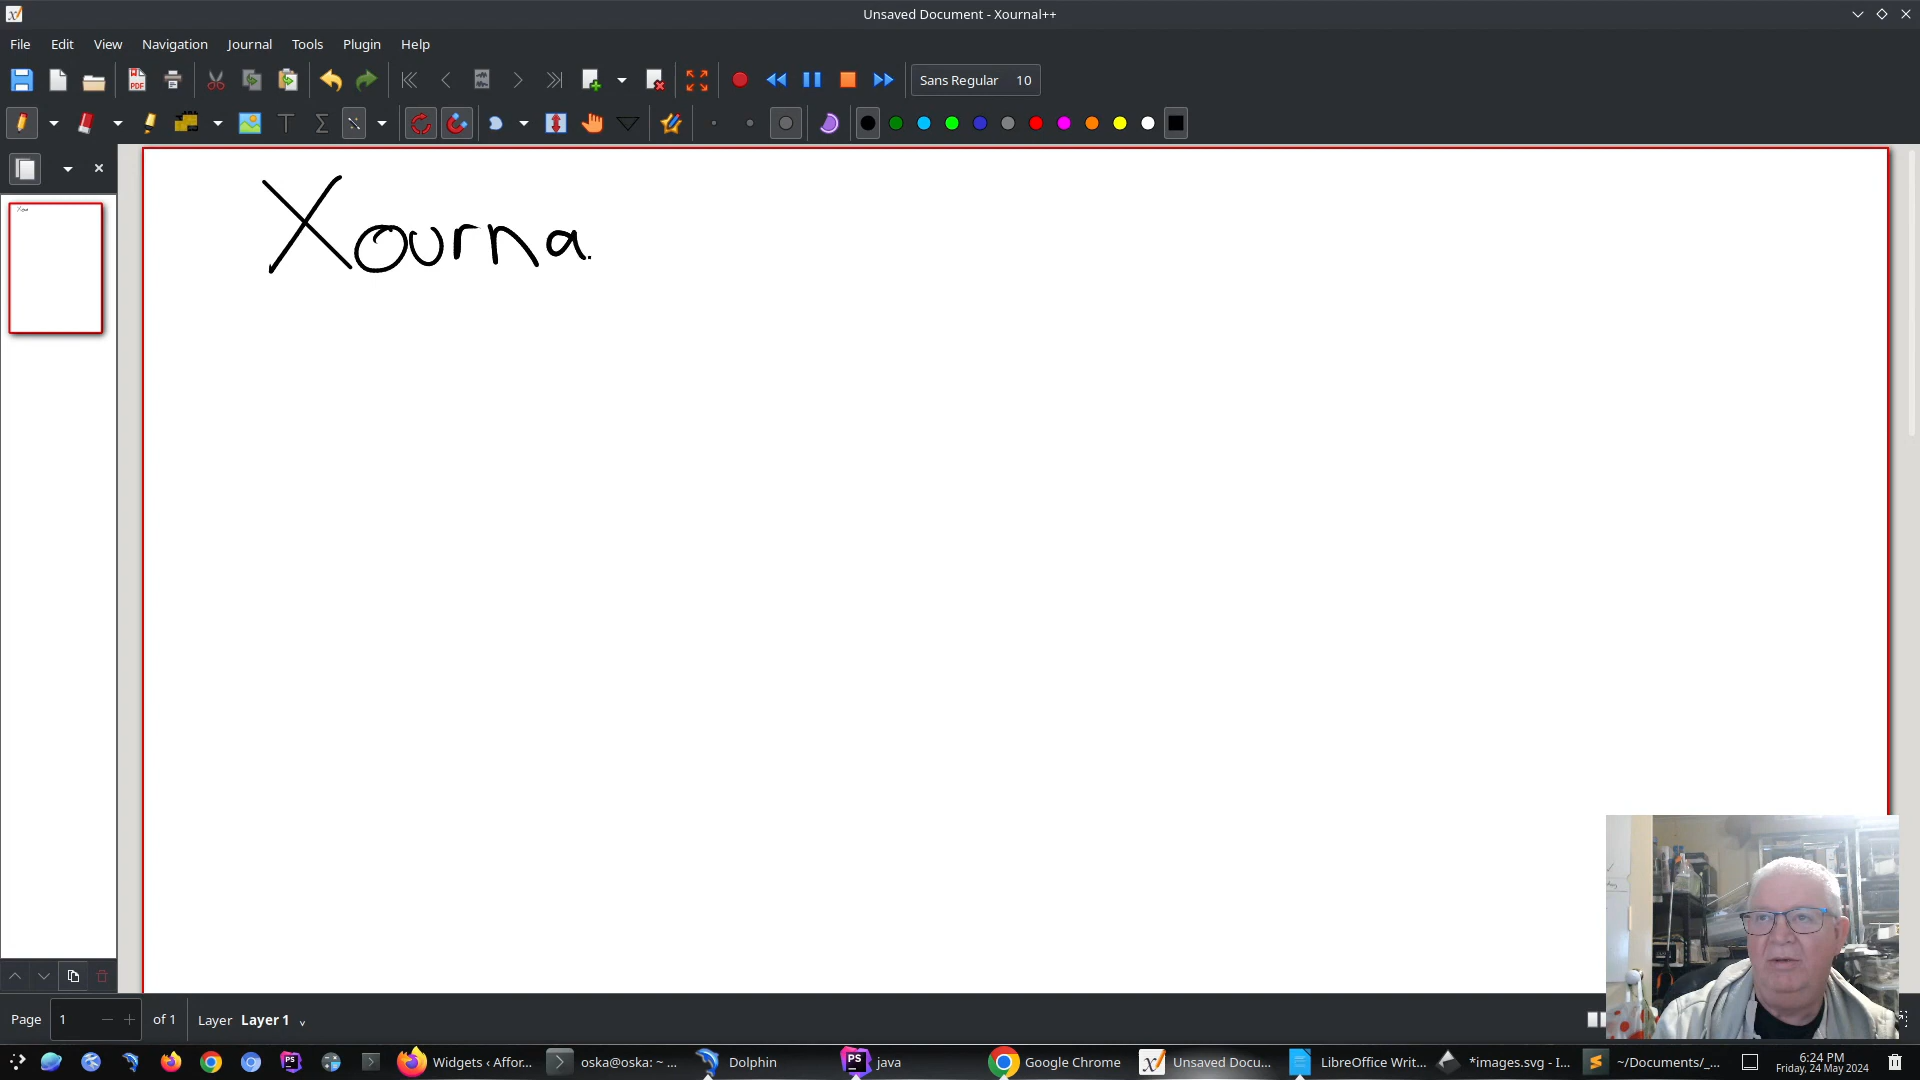 Unsaved Document - Xournal++
File Edit View Navigation Journal Tools Plugin Help
Sans Regular 10
Xourna
Page 1 of 1 Layer Layer 1
Widgets ‹ Affor... oska@oska: ~ ... Dolphin java Google Chrome Unsaved Docu... LibreOffice Writ... *images.svg - I... ~/Documents/_... 6:24 PM
Friday, 24 May 2024